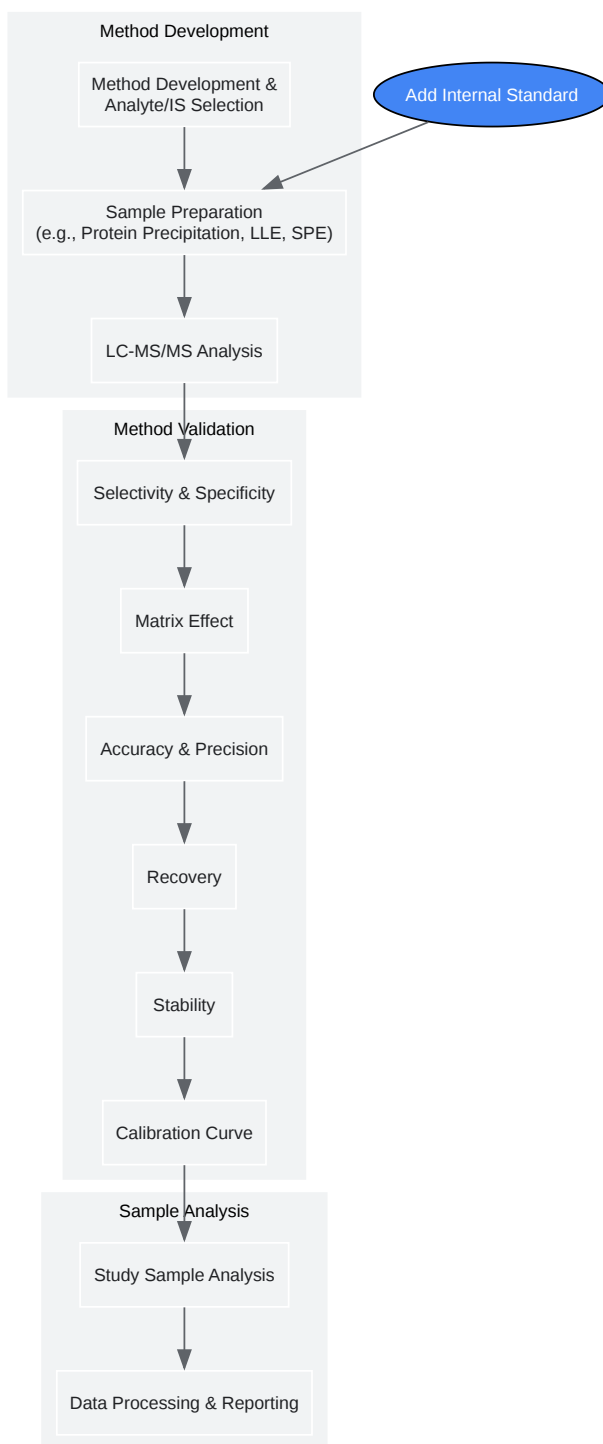 Method Development
Method Development &
Analyte/IS Selection
Add Internal Standard
Sample Preparation
(e.g., Protein Precipitation, LLE, SPE)
LC-MS/MS Analysis
Method Validation
Selectivity & Specificity
Matrix Effect
Accuracy & Precision
Recovery
Stability
Calibration Curve
Sample Analysis
Study Sample Analysis
Data Processing & Reporting